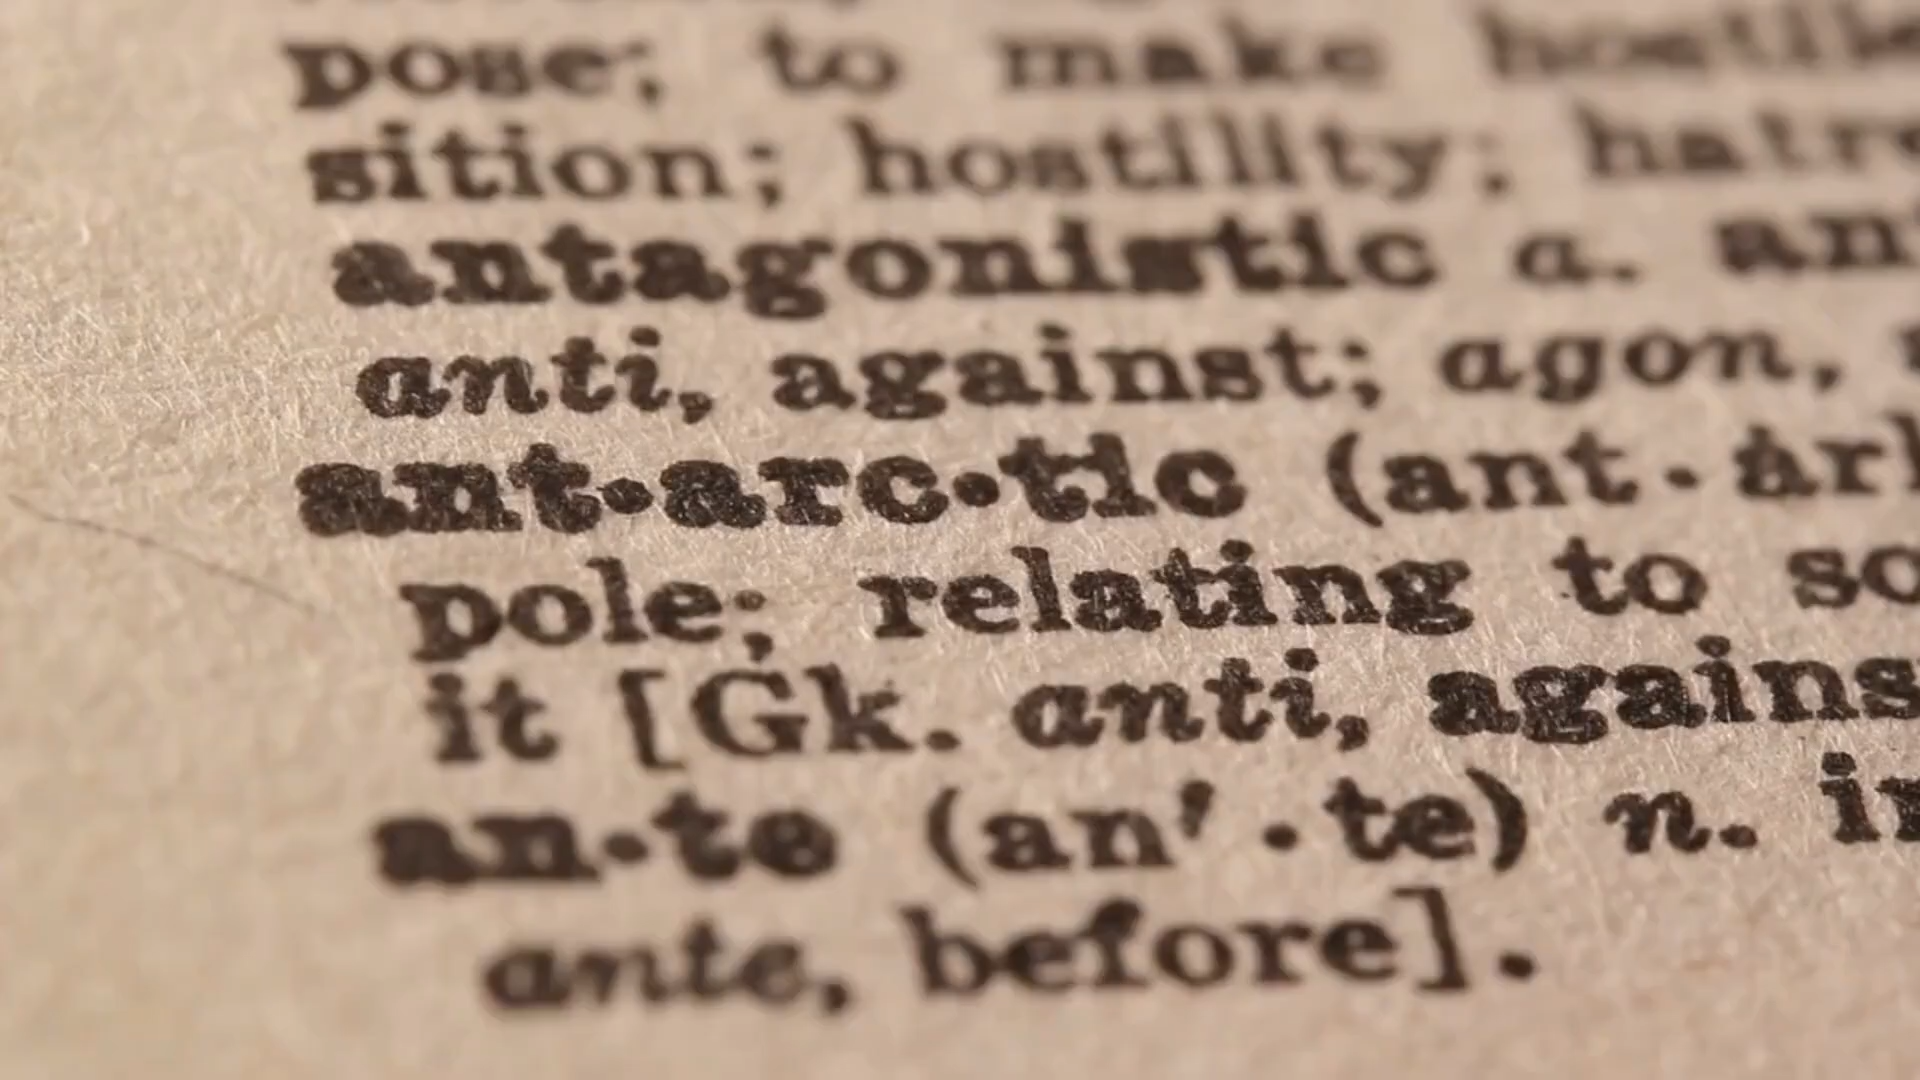 pose; to make
sition; hostility;
antagonistic a.
anti, against; agon,
ant·arc·tic (ant·
pole; relating to
it [Gk. anti,
an·te (an'·te) n.
ante, before].